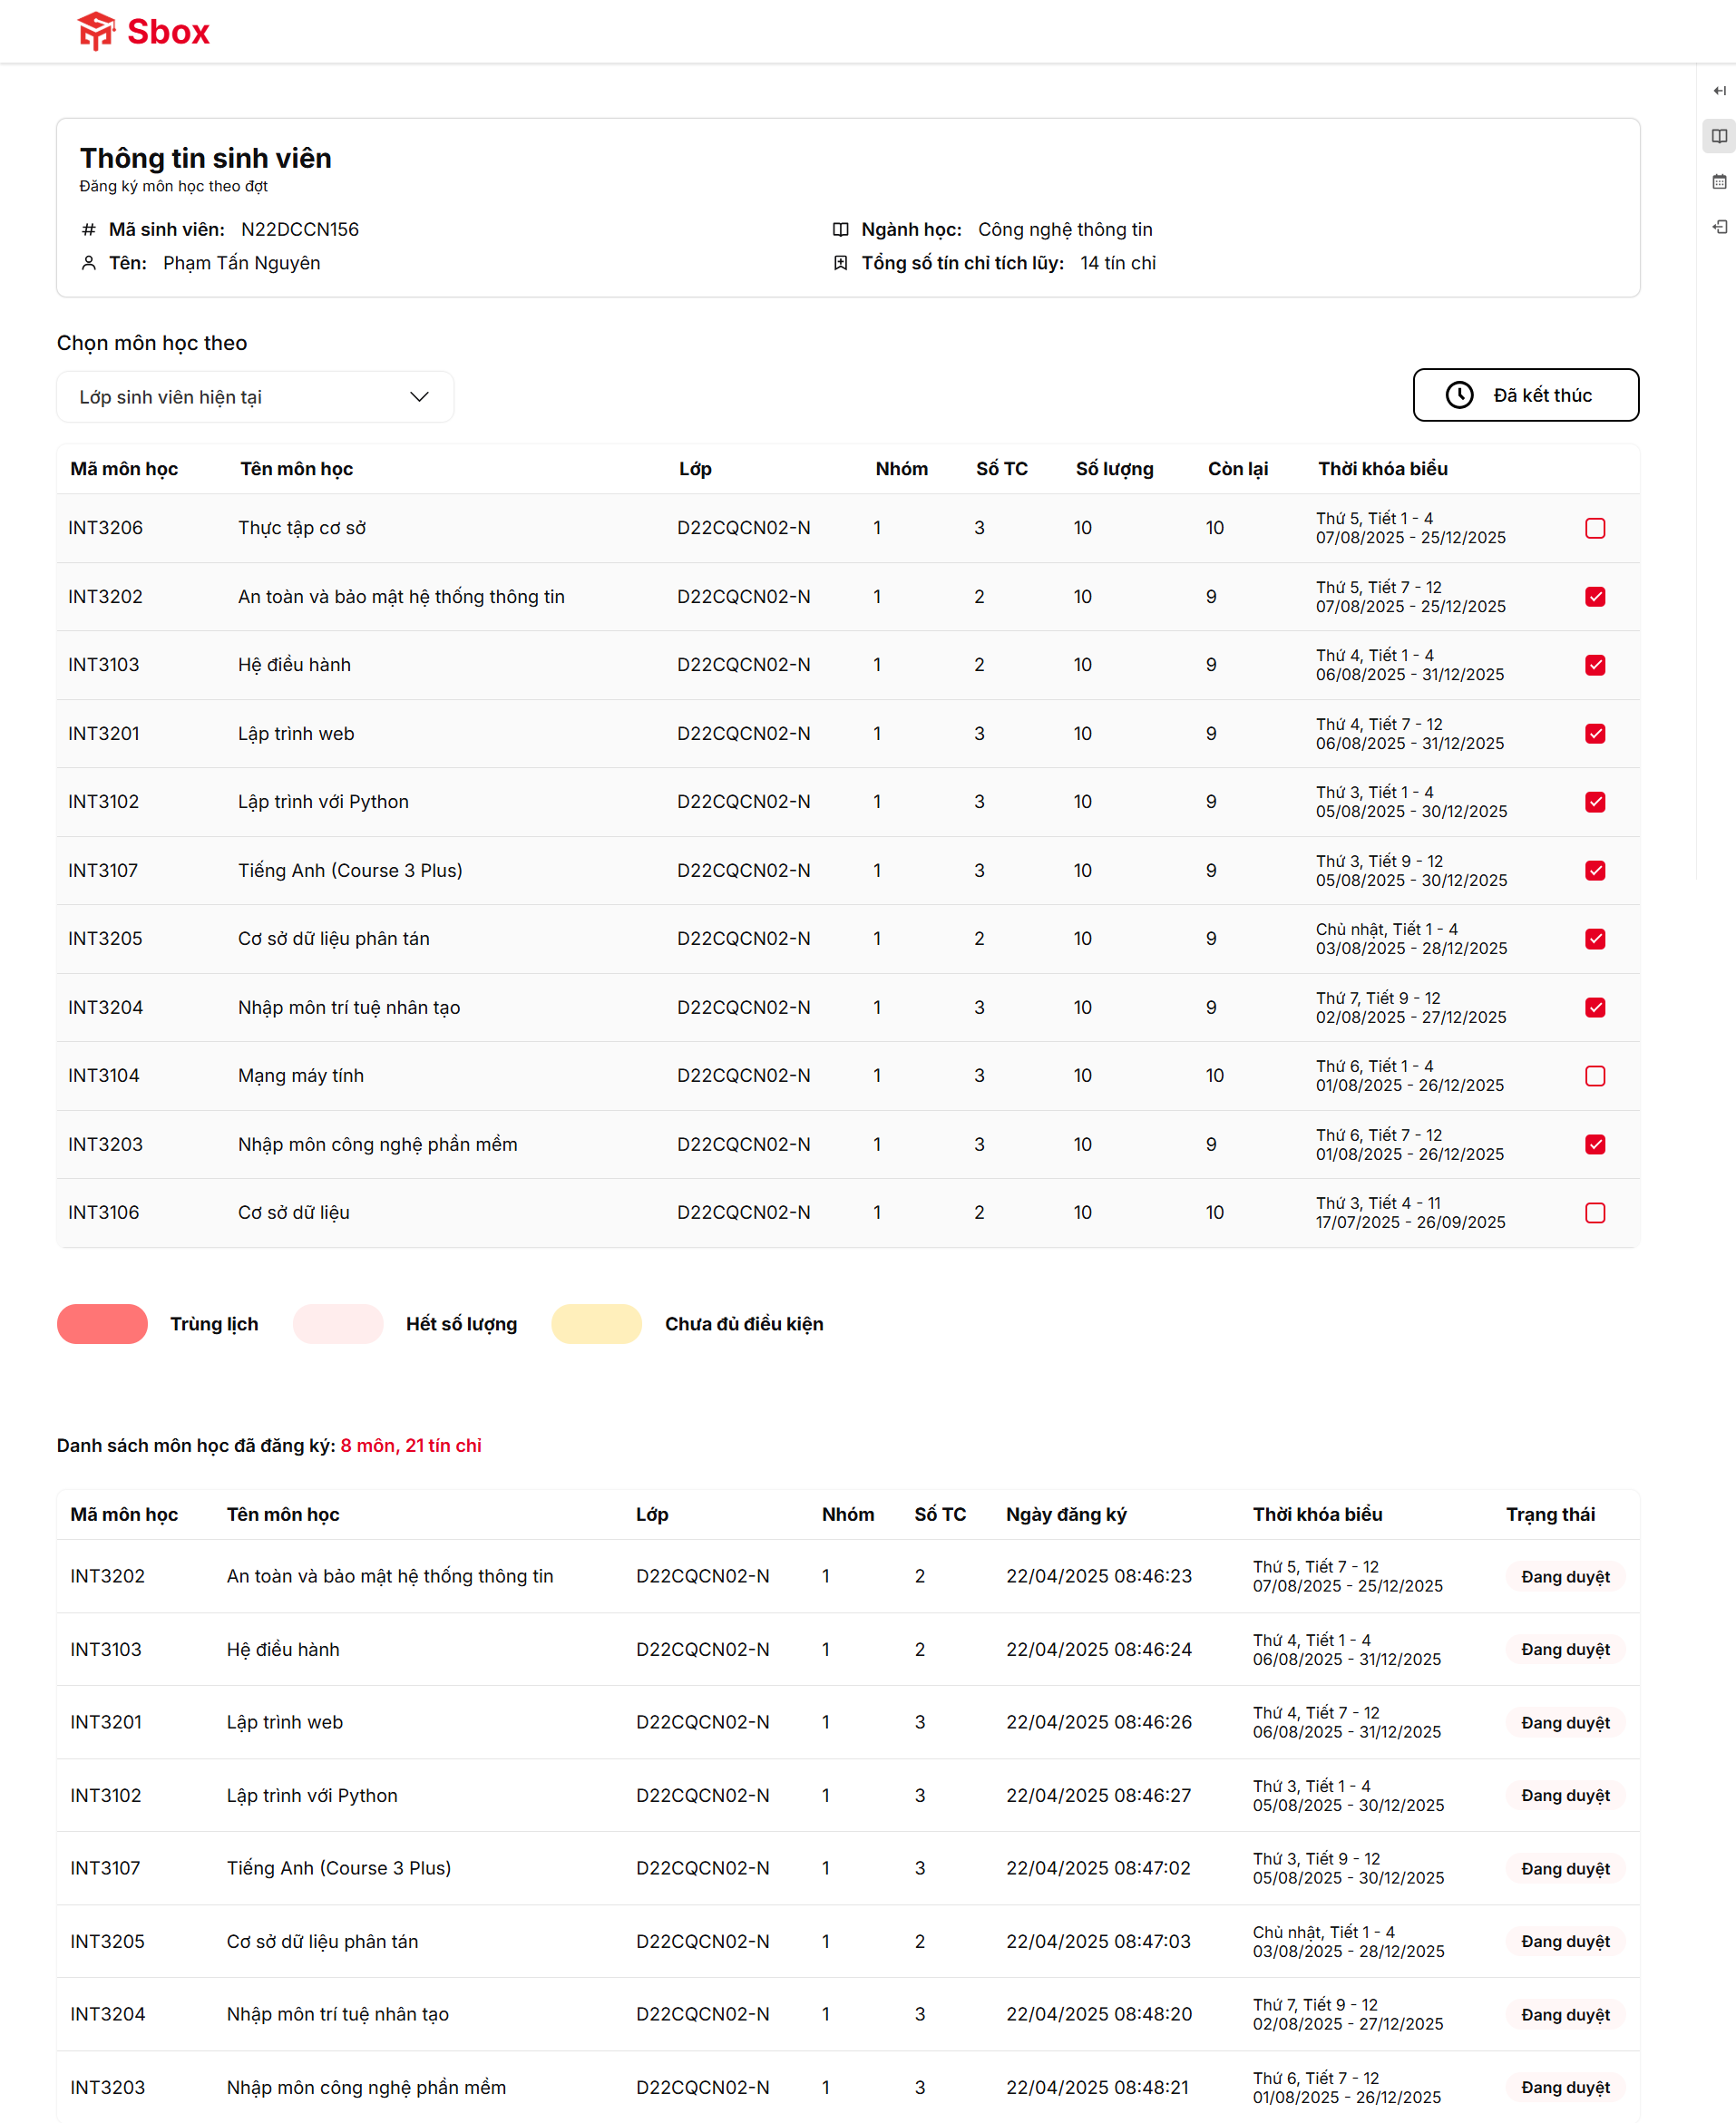 Sbox
Thông tin sinh viên
Đăng ký môn học theo đợt
Mã sinh viên: N22DCCN156
Ngành học: Công nghệ thông tin
Tên: Phạm Tấn Nguyên
Tổng số tín chỉ tích lũy: 14 tín chỉ
Chọn môn học theo
Lớp sinh viên hiện tại
Đã kết thúc
Mã môn học Tên môn học Lớp Nhóm Số TC Số lượng Còn lại Thời khóa biểu
INT3206 Thực tập cơ sở D22CQCN02-N 1 3 10 10 Thứ 5, Tiết 1 - 4
07/08/2025 - 25/12/2025
INT3202 An toàn và bảo mật hệ thống thông tin D22CQCN02-N 1 2 10 9 Thứ 5, Tiết 7 - 12
07/08/2025 - 25/12/2025
INT3103 Hệ điều hành D22CQCN02-N 1 2 10 9 Thứ 4, Tiết 1 - 4
06/08/2025 - 31/12/2025
INT3201 Lập trình web D22CQCN02-N 1 3 10 9 Thứ 4, Tiết 7 - 12
06/08/2025 - 31/12/2025
INT3102 Lập trình với Python D22CQCN02-N 1 3 10 9 Thứ 3, Tiết 1 - 4
05/08/2025 - 30/12/2025
INT3107 Tiếng Anh (Course 3 Plus) D22CQCN02-N 1 3 10 9 Thứ 3, Tiết 9 - 12
05/08/2025 - 30/12/2025
INT3205 Cơ sở dữ liệu phân tán D22CQCN02-N 1 2 10 9 Chủ nhật, Tiết 1 - 4
03/08/2025 - 28/12/2025
INT3204 Nhập môn trí tuệ nhân tạo D22CQCN02-N 1 3 10 9 Thứ 7, Tiết 9 - 12
02/08/2025 - 27/12/2025
INT3104 Mạng máy tính D22CQCN02-N 1 3 10 10 Thứ 6, Tiết 1 - 4
01/08/2025 - 26/12/2025
INT3203 Nhập môn công nghệ phần mềm D22CQCN02-N 1 3 10 9 Thứ 6, Tiết 7 - 12
01/08/2025 - 26/12/2025
INT3106 Cơ sở dữ liệu D22CQCN02-N 1 2 10 10 Thứ 3, Tiết 4 - 11
17/07/2025 - 26/09/2025
Trùng lịch Hết số lượng Chưa đủ điều kiện
Danh sách môn học đã đăng ký: 8 môn, 21 tín chỉ
Mã môn học Tên môn học Lớp Nhóm Số TC Ngày đăng ký Thời khóa biểu Trạng thái
INT3202 An toàn và bảo mật hệ thống thông tin D22CQCN02-N 1 2 22/04/2025 08:46:23 Thứ 5, Tiết 7 - 12
07/08/2025 - 25/12/2025 Đang duyệt
INT3103 Hệ điều hành D22CQCN02-N 1 2 22/04/2025 08:46:24 Thứ 4, Tiết 1 - 4
06/08/2025 - 31/12/2025 Đang duyệt
INT3201 Lập trình web D22CQCN02-N 1 3 22/04/2025 08:46:26 Thứ 4, Tiết 7 - 12
06/08/2025 - 31/12/2025 Đang duyệt
INT3102 Lập trình với Python D22CQCN02-N 1 3 22/04/2025 08:46:27 Thứ 3, Tiết 1 - 4
05/08/2025 - 30/12/2025 Đang duyệt
INT3107 Tiếng Anh (Course 3 Plus) D22CQCN02-N 1 3 22/04/2025 08:47:02 Thứ 3, Tiết 9 - 12
05/08/2025 - 30/12/2025 Đang duyệt
INT3205 Cơ sở dữ liệu phân tán D22CQCN02-N 1 2 22/04/2025 08:47:03 Chủ nhật, Tiết 1 - 4
03/08/2025 - 28/12/2025 Đang duyệt
INT3204 Nhập môn trí tuệ nhân tạo D22CQCN02-N 1 3 22/04/2025 08:48:20 Thứ 7, Tiết 9 - 12
02/08/2025 - 27/12/2025 Đang duyệt
INT3203 Nhập môn công nghệ phần mềm D22CQCN02-N 1 3 22/04/2025 08:48:21 Thứ 6, Tiết 7 - 12
01/08/2025 - 26/12/2025 Đang duyệt